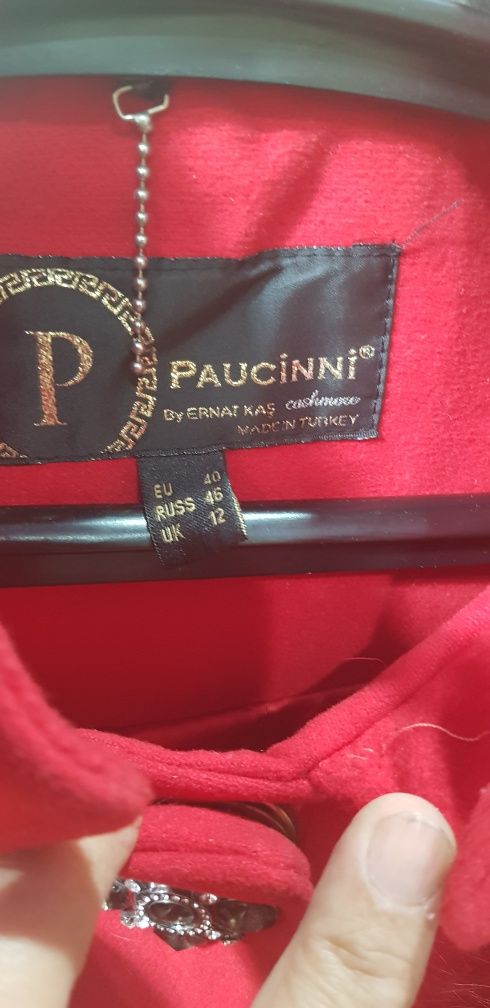 P
PAUCiNNi®
By ERNAT KAŞ cashmere
MADE IN TURKEY
EU 40
RUSS 46
UK 12